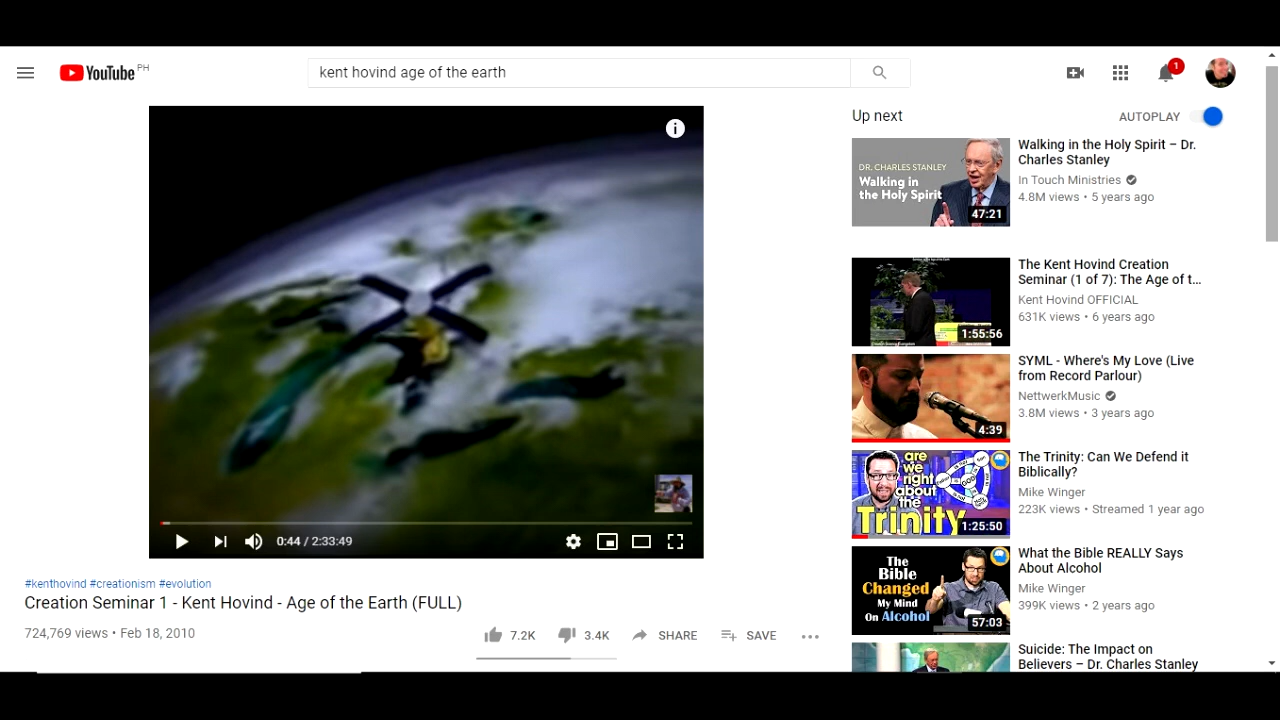 YouTube PH
kent hovind age of the earth
1
Up next
AUTOPLAY
DR. CHARLES STANLEY
Walking in
the Holy Spirit
47:21
Walking in the Holy Spirit – Dr.
Charles Stanley
In Touch Ministries
4.8M views • 5 years ago
1:55:56
The Kent Hovind Creation
Seminar (1 of 7): The Age of t...
Kent Hovind OFFICIAL
631K views • 6 years ago
4:39
SYML - Where's My Love (Live
from Record Parlour)
NettwerkMusic
3.8M views • 3 years ago
are
we
right
about
the
Trinity
1:25:50
The Trinity: Can We Defend it
Biblically?
Mike Winger
223K views • Streamed 1 year ago
The
Bible
Changed
My Mind
On Alcohol
57:03
What the Bible REALLY Says
About Alcohol
Mike Winger
399K views • 2 years ago
Suicide: The Impact on
Believers – Dr. Charles Stanley
0:44 / 2:33:49
#kenthovind #creationism #evolution
Creation Seminar 1 - Kent Hovind - Age of the Earth (FULL)
724,769 views • Feb 18, 2010
7.2K
3.4K
SHARE
SAVE